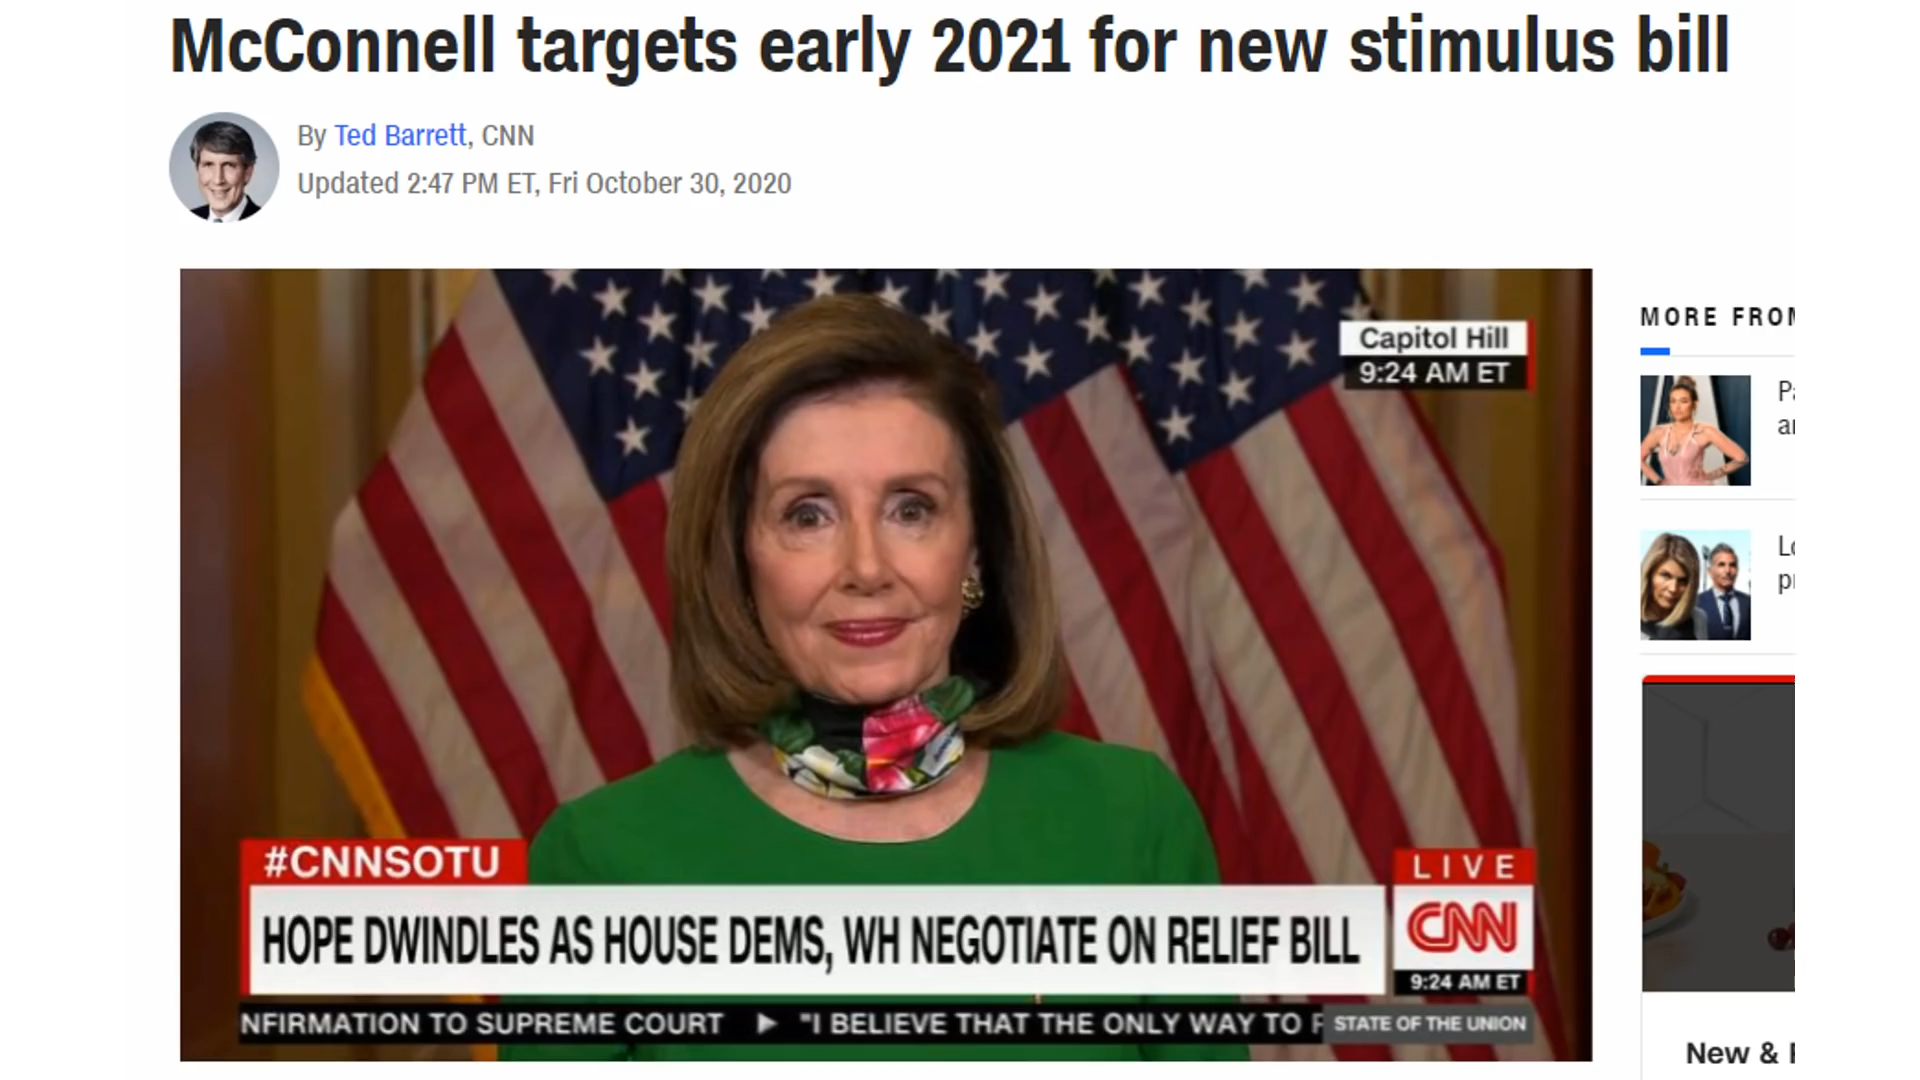 McConnell targets early 2021 for new stimulus bill
By Ted Barrett, CNN
Updated 2:47 PM ET, Fri October 30, 2020
Capitol Hill
9:24 AM ET
#CNNSOTU
HOPE DWINDLES AS HOUSE DEMS, WH NEGOTIATE ON RELIEF BILL
LIVE
CNN
9:24 AM ET
NFIRMATION TO SUPREME COURT ▶ "I BELIEVE THAT THE ONLY WAY TO
STATE OF THE UNION
MORE
New &